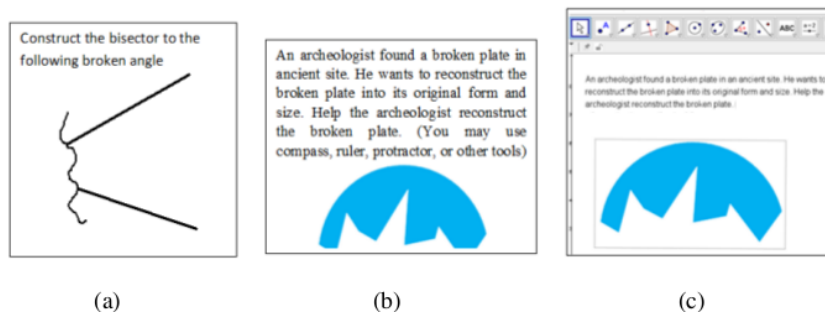 Construct the bisector to the
following broken angle
An archeologist found a broken plate in
ancient site. He wants to reconstruct the
broken plate into its original form and
size. Help the archeologist reconstruct
the broken plate. (You may use
compass, ruler, protractor, or other tools)
ABC
An archeologist found a broken plate in an ancient site. He wants to
reconstruct the broken plate into its original form and size. Help the
archeologist reconstruct the broken plate.
(a)
(b)
(c)